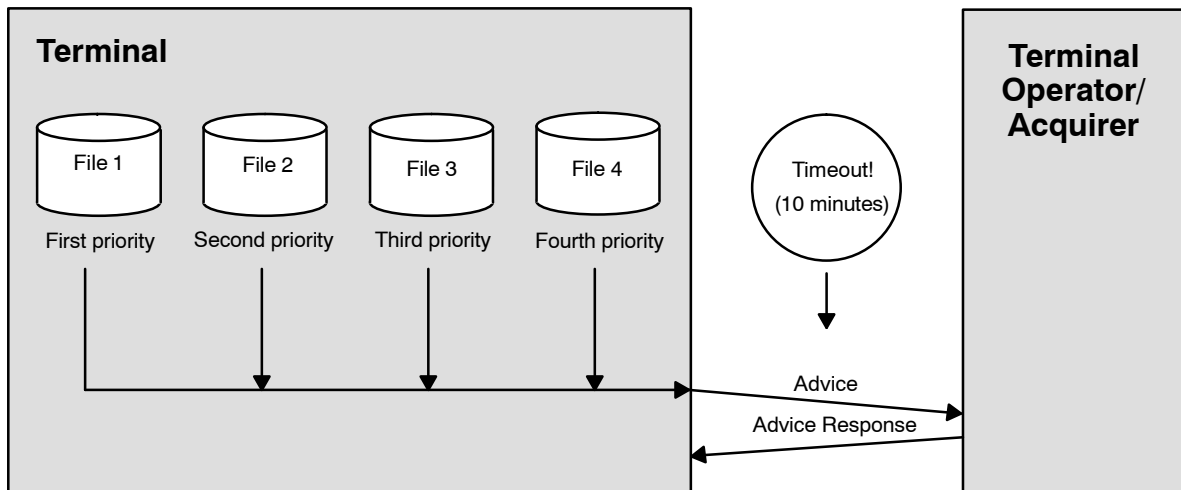 Terminal
File 1
File 2
File 3
File 4
First priority
Second priority
Third priority
Fourth priority
Timeout!
(10 minutes)
Terminal
Operator/
Acquirer
Advice
Advice Response